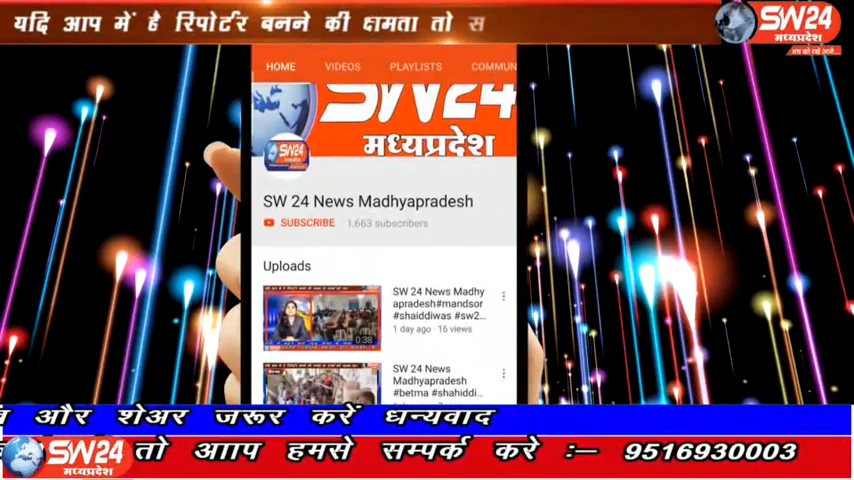 यदि आप में है रिपोर्टर बनने की क्षमता तो
SW24
मध्यप्रदेश
HOME VIDEOS PLAYLISTS COMMUN
SW24
मध्यप्रदेश
SW24
SW 24 News Madhyapradesh
SUBSCRIBE 1,663 subscribers
Uploads
SW 24 News Madhy
apradesh#mandsor
#shaiddiwas #sw2...
1 day ago · 16 views
0:38
SW 24 News
Madhyapradesh
#betma #shahiddi...
और शेअर जरूर करें धन्यवाद
SW24
मध्यप्रदेश
तो आाप हमसे सम्पर्क करे :– 9516930003